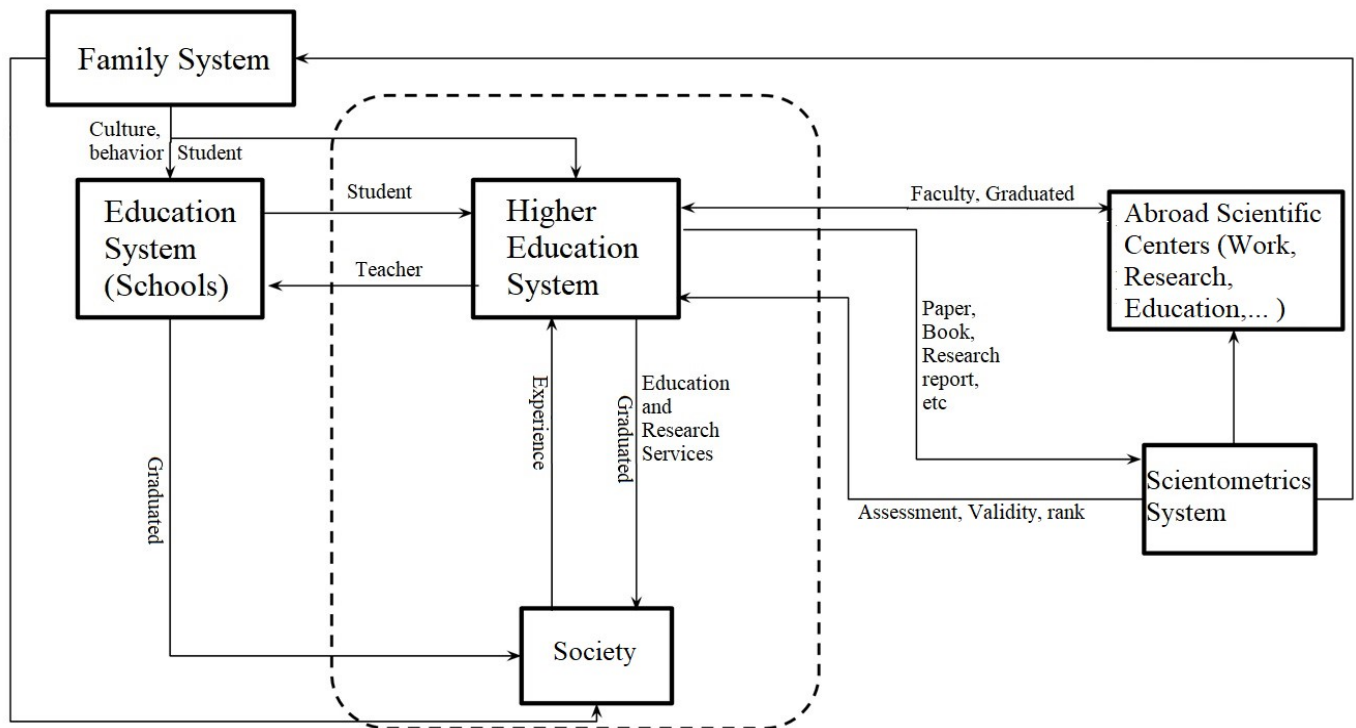 Family System
Culture,
behavior
Student
Education
System
(Schools)
Student
Teacher
Higher
Education
System
Faculty, Graduated
Abroad Scientific
Centers (Work,
Research,
Education,... )
Paper,
Book,
Research
report,
etc
Experience
Graduated
Education
and
Research
Services
Graduated
Scientometrics
System
Assessment, Validity, rank
Society